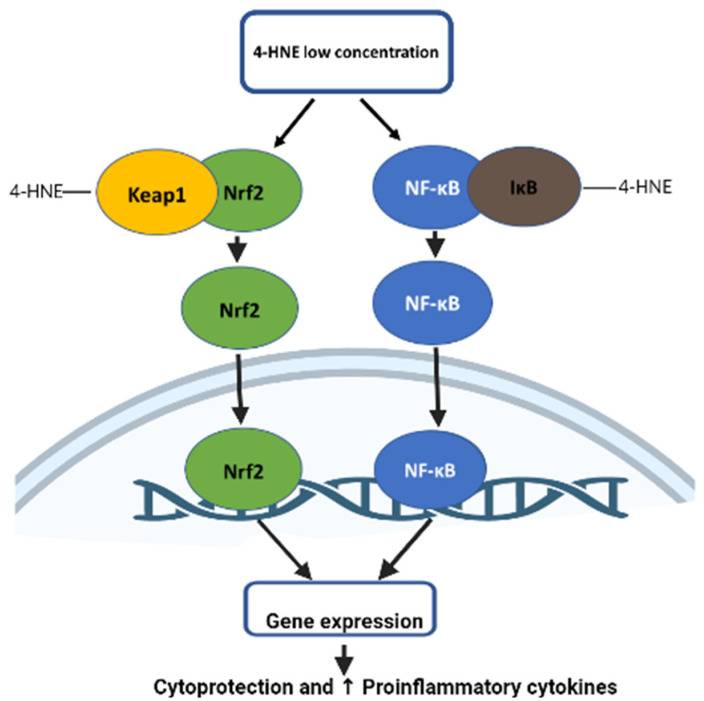 4-HNE low concentration
4-HNE Keap1 Nrf2 NF-κB IκB 4-HNE
Nrf2 NF-κB
Nrf2 NF-κB
Gene expression
Cytoprotection and ↑ Proinflammatory cytokines